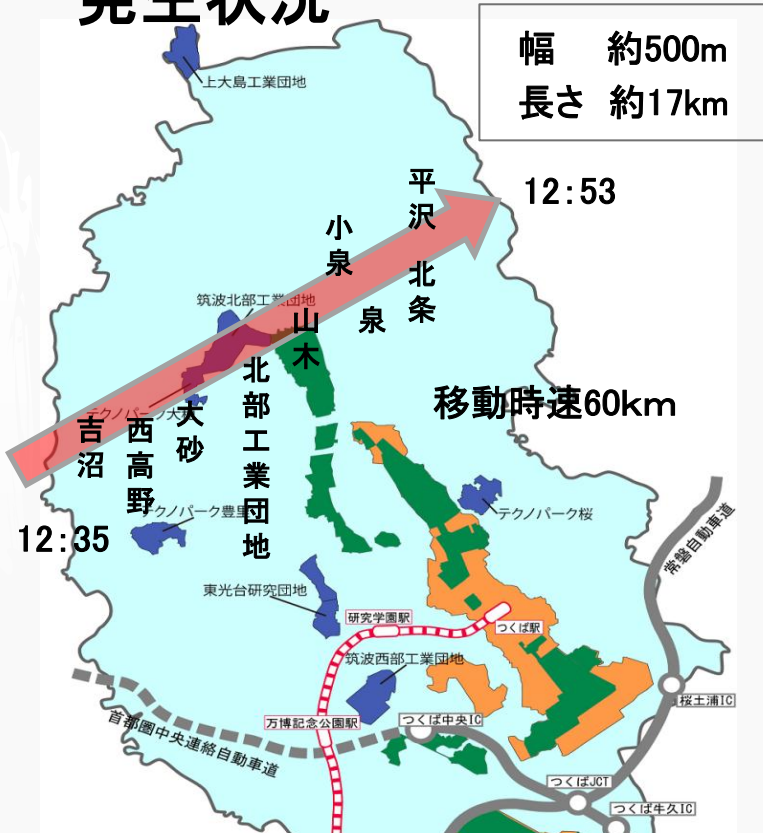 発生状況
幅 約500m
長さ 約17km
上大島工業団地
12:53
平沢
小泉
北条
泉
筑波北部工業団地
山木
北部工業団地
移動時速60km
大砂
吉沼
西高野
テクノパーク豊里
テクノパーク桜
12:35
常磐自動車道
東光台研究団地
研究学園駅
つくば駅
筑波西部工業団地
桜土浦IC
万博記念公園駅
つくば中央IC
首都圏中央連絡自動車道
つくばJCT
つくば牛久IC